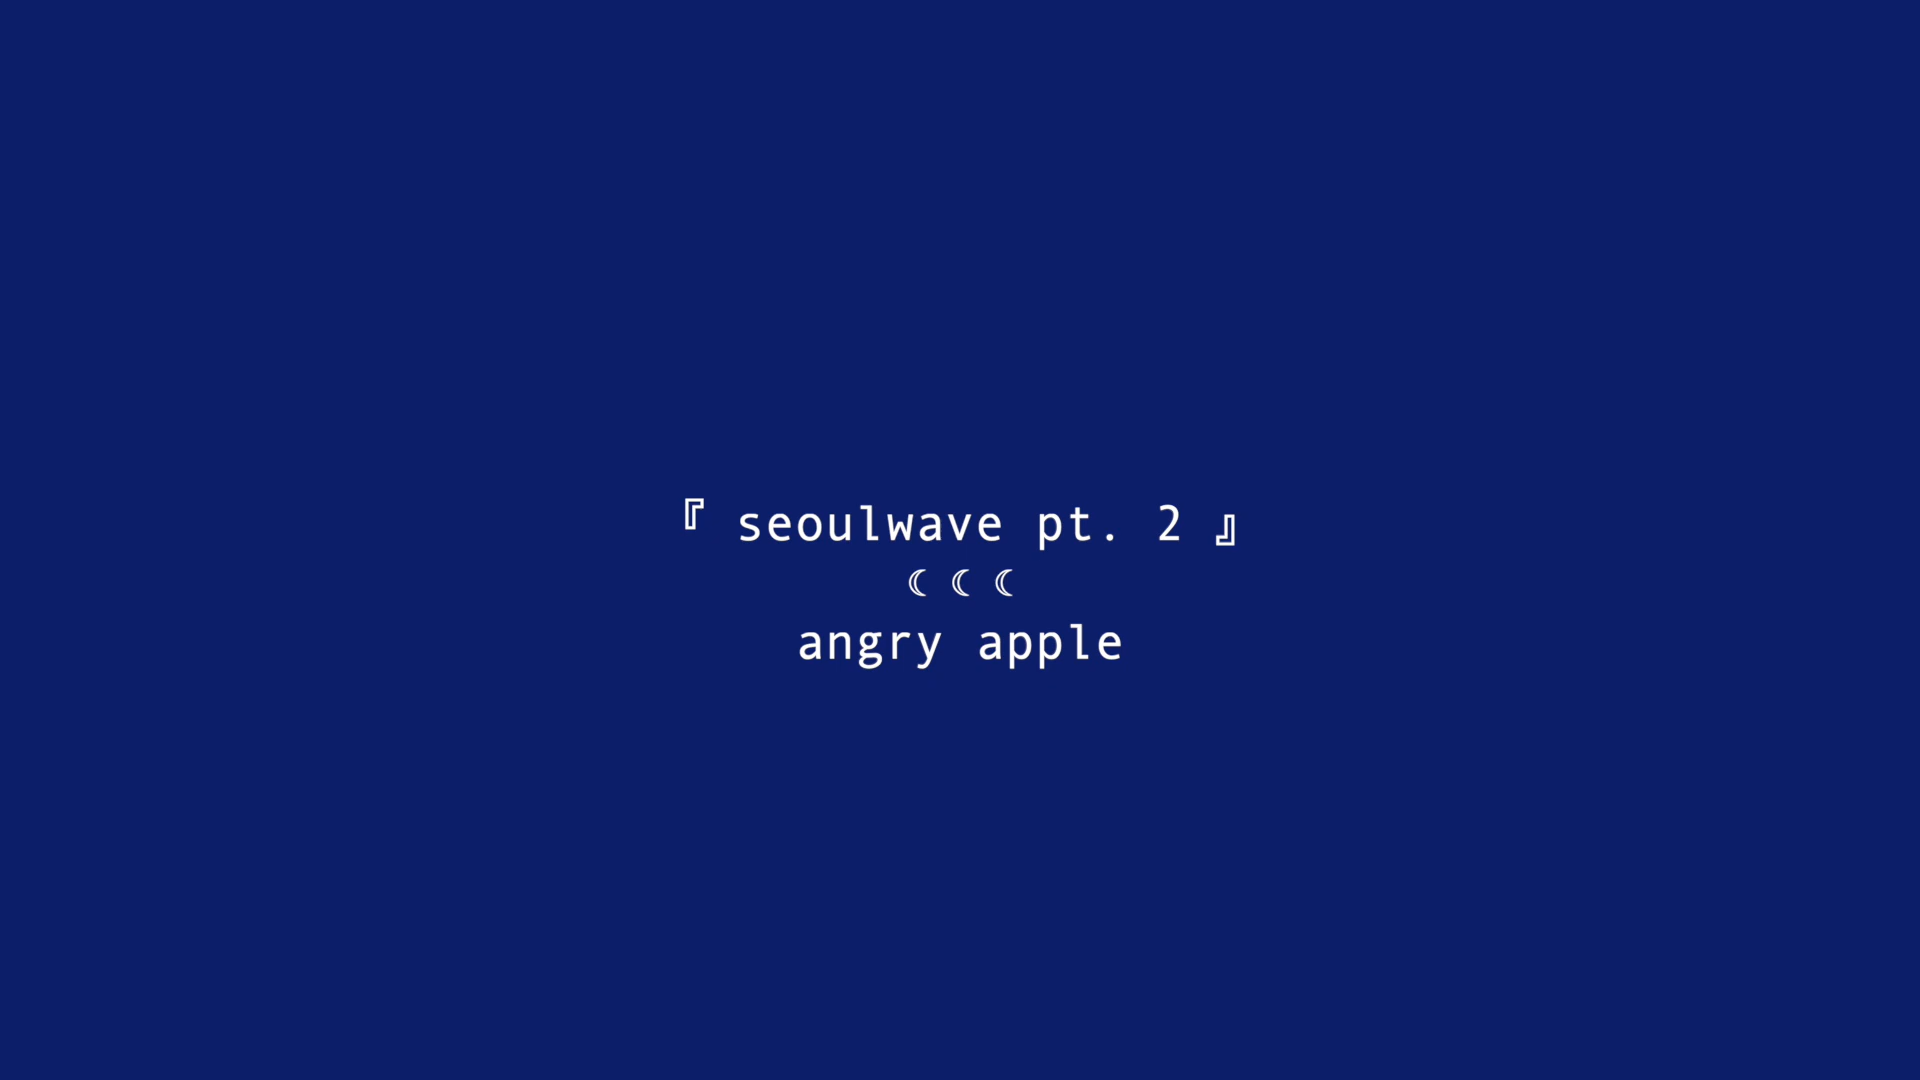 『 seoulwave pt. 2 』
☾ ☾ ☾
angry apple